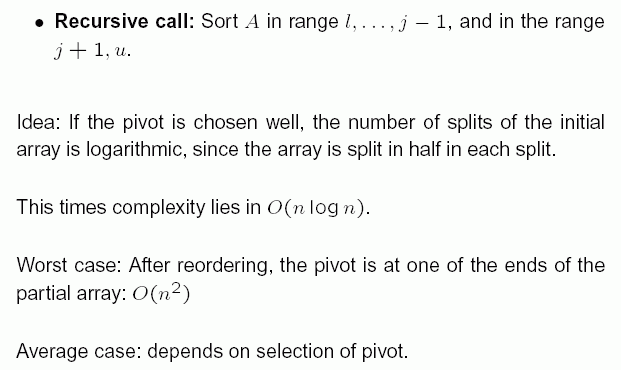 • Recursive call: Sort A in range l, . . . , j − 1, and in the range
j + 1, u.
Idea: If the pivot is chosen well, the number of splits of the initial
array is logarithmic, since the array is split in half in each split.
This times complexity lies in O(n log n).
Worst case: After reordering, the pivot is at one of the ends of the
partial array: O(n²)
Average case: depends on selection of pivot.